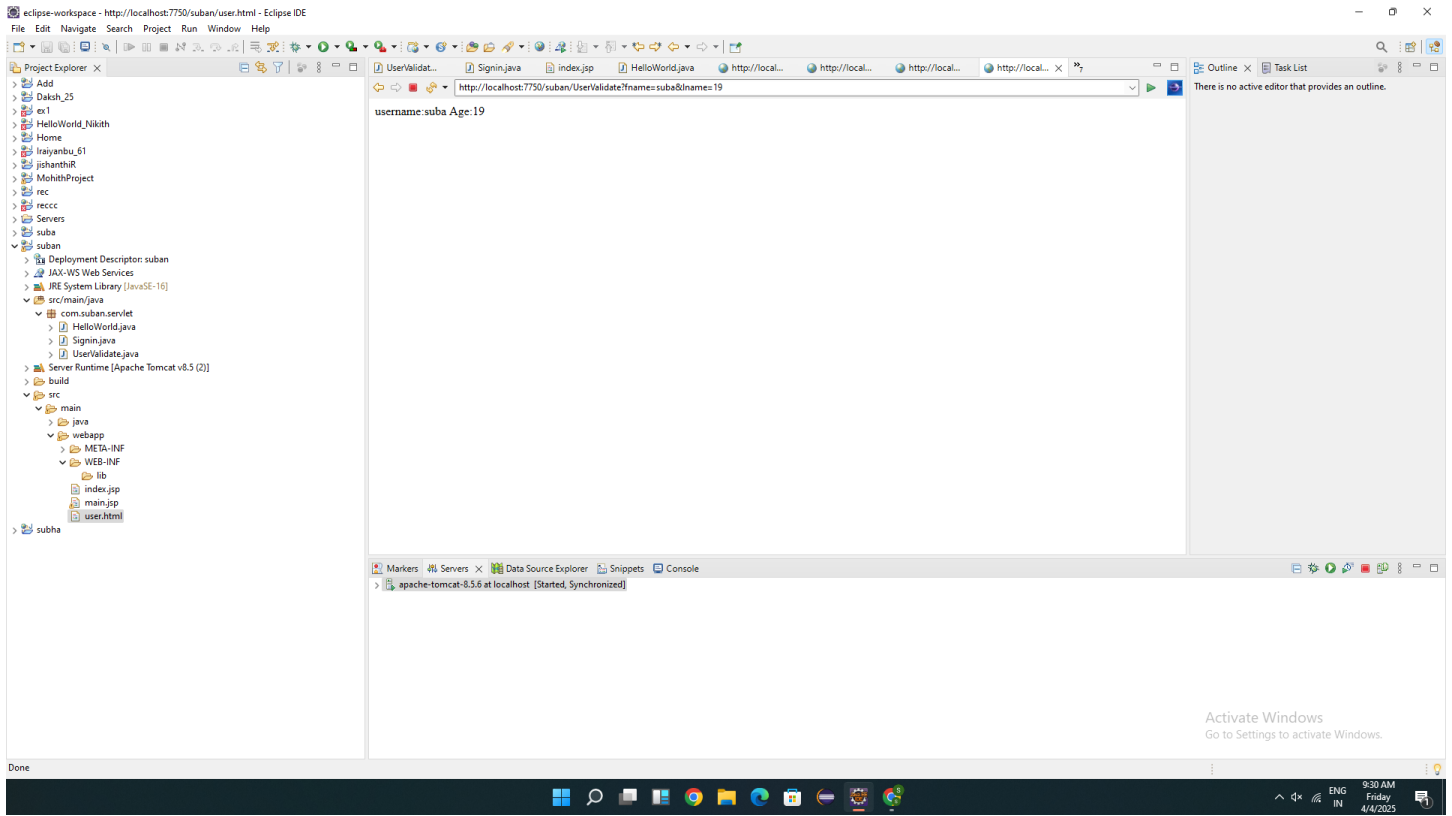 eclipse-workspace - http://localhost:7750/suban/user.html - Eclipse IDE
File Edit Navigate Search Project Run Window Help
Project Explorer
Add
Daksh_25
ex1
HelloWorld_Nikith
Home
Iraiyanbu_61
jishanthiR
MohithProject
rec
reccc
Servers
suba
suban
Deployment Descriptor: suban
JAX-WS Web Services
JRE System Library [JavaSE-16]
src/main/java
com.suban.servlet
HelloWorld.java
Signin.java
UserValidate.java
Server Runtime [Apache Tomcat v8.5 (2)]
build
src
main
java
webapp
META-INF
WEB-INF
lib
index.jsp
main.jsp
user.html
subha
UserValidat... Signin.java index.jsp HelloWorld.java http://local... http://local... http://local... http://local... »7
http://localhost:7750/suban/UserValidate?fname=suba&lname=19
username:suba Age:19
Outline Task List
There is no active editor that provides an outline.
Markers Servers Data Source Explorer Snippets Console
apache-tomcat-8.5.6 at localhost [Started, Synchronized]
Activate Windows
Go to Settings to activate Windows.
Done
S
ENG
IN
9:30 AM
Friday
4/4/2025
1